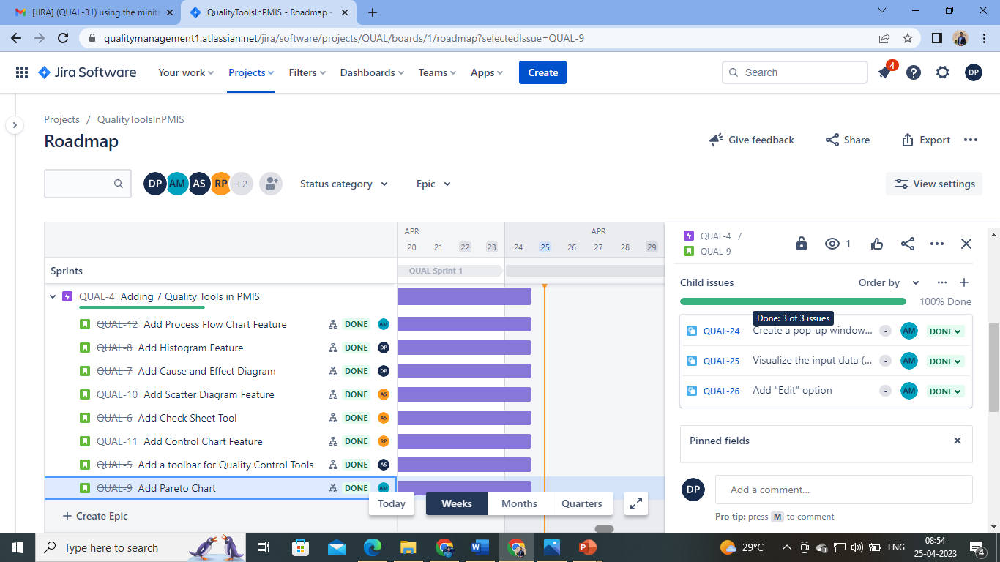 [JIRA] (QUAL-31) using the minita
QualityToolsInPMIS - Roadmap -
qualitymanagement1.atlassian.net/jira/software/projects/QUAL/boards/1/roadmap?selectedIssue=QUAL-9
Jira Software Your work Projects Filters Dashboards Teams Apps Create Search 4 DP
Projects / QualityToolsInPMIS
Roadmap
Give feedback Share Export
DP AM AS RP +2 Status category Epic View settings
APR APR
20 21 22 23 24 25 26 27 28 29
Sprints QUAL Sprint 1
QUAL-4 Adding 7 Quality Tools in PMIS
QUAL-12 Add Process Flow Chart Feature DONE AM
QUAL-8 Add Histogram Feature DONE DP
QUAL-7 Add Cause and Effect Diagram DONE DP
QUAL-10 Add Scatter Diagram Feature DONE AS
QUAL-6 Add Check Sheet Tool DONE AS
QUAL-11 Add Control Chart Feature DONE RP
QUAL-5 Add a toolbar for Quality Control Tools DONE AS
QUAL-9 Add Pareto Chart DONE AM
Today Weeks Months Quarters
+ Create Epic
QUAL-4 /
QUAL-9
1
Child issues Order by
100% Done
Done: 3 of 3 issues
QUAL-24 Create a pop-up window... - AM DONE
QUAL-25 Visualize the input data (... - AM DONE
QUAL-26 Add "Edit" option - AM DONE
Pinned fields
DP Add a comment...
Pro tip: press M to comment
Type here to search
29°C ENG
08:54
25-04-2023
4